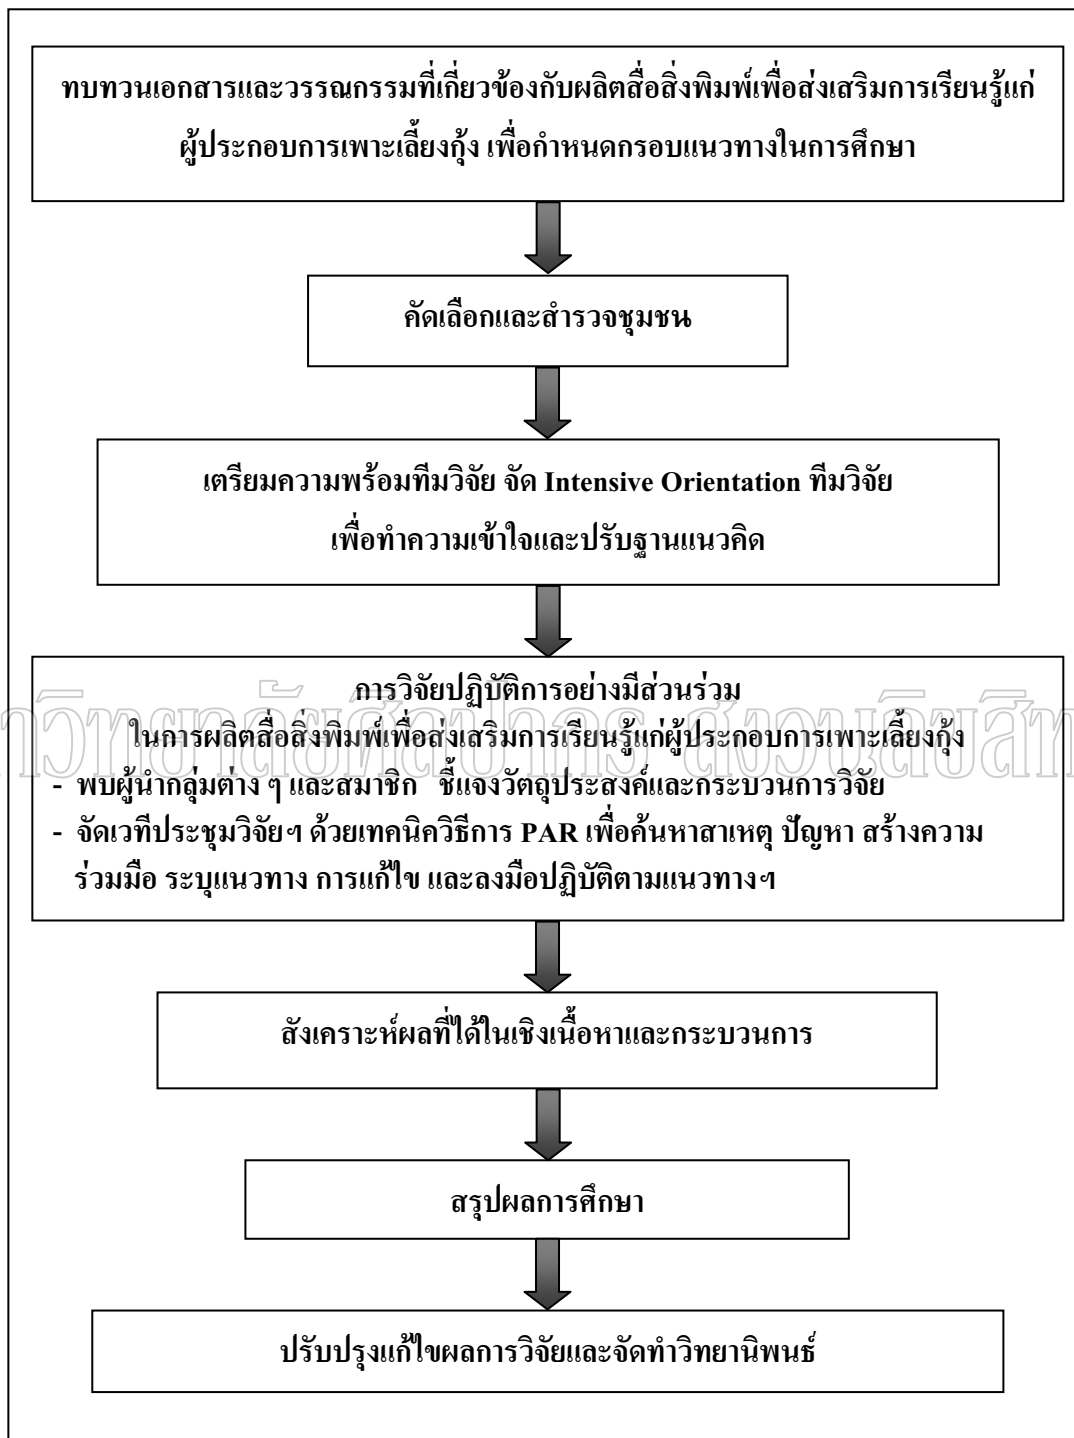 ทบทวนเอกสารและวรรณกรรมที่เกี่ยวข้องกับผลิตสื่อสิ่งพิมพ์เพื่อส่งเสริมการเรียนรู้แก่
ผู้ประกอบการเพาะเลี้ยงกุ้ง เพื่อกำหนดกรอบแนวทางในการศึกษา
คัดเลือกและสำรวจชุมชน
เตรียมความพร้อมทีมวิจัย จัด Intensive Orientation ทีมวิจัย
เพื่อทำความเข้าใจและปรับฐานแนวคิด
การวิจัยปฏิบัติการอย่างมีส่วนร่วม
ในการผลิตสื่อสิ่งพิมพ์เพื่อส่งเสริมการเรียนรู้แก่ผู้ประกอบการเพาะเลี้ยงกุ้ง
- พบผู้นำกลุ่มต่าง ๆ และสมาชิก ชี้แจงวัตถุประสงค์และกระบวนการวิจัย
- จัดเวทีประชุมวิจัยฯ ด้วยเทคนิควิธีการ PAR เพื่อค้นหาสาเหตุ ปัญหา สร้างความ
ร่วมมือ ระบุแนวทาง การแก้ไข และลงมือปฏิบัติตามแนวทางฯ
สังเคราะห์ผลที่ได้ในเชิงเนื้อหาและกระบวนการ
สรุปผลการศึกษา
ปรับปรุงแก้ไขผลการวิจัยและจัดทำวิทยานิพนธ์